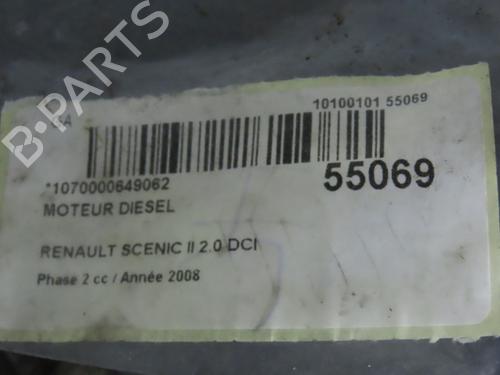 10100101 55069
*1070000649062
55069
MOTEUR DIESEL
RENAULT SCENIC II 2.0 DCI
Phase 2 cc / Année 2008
B-PARTS